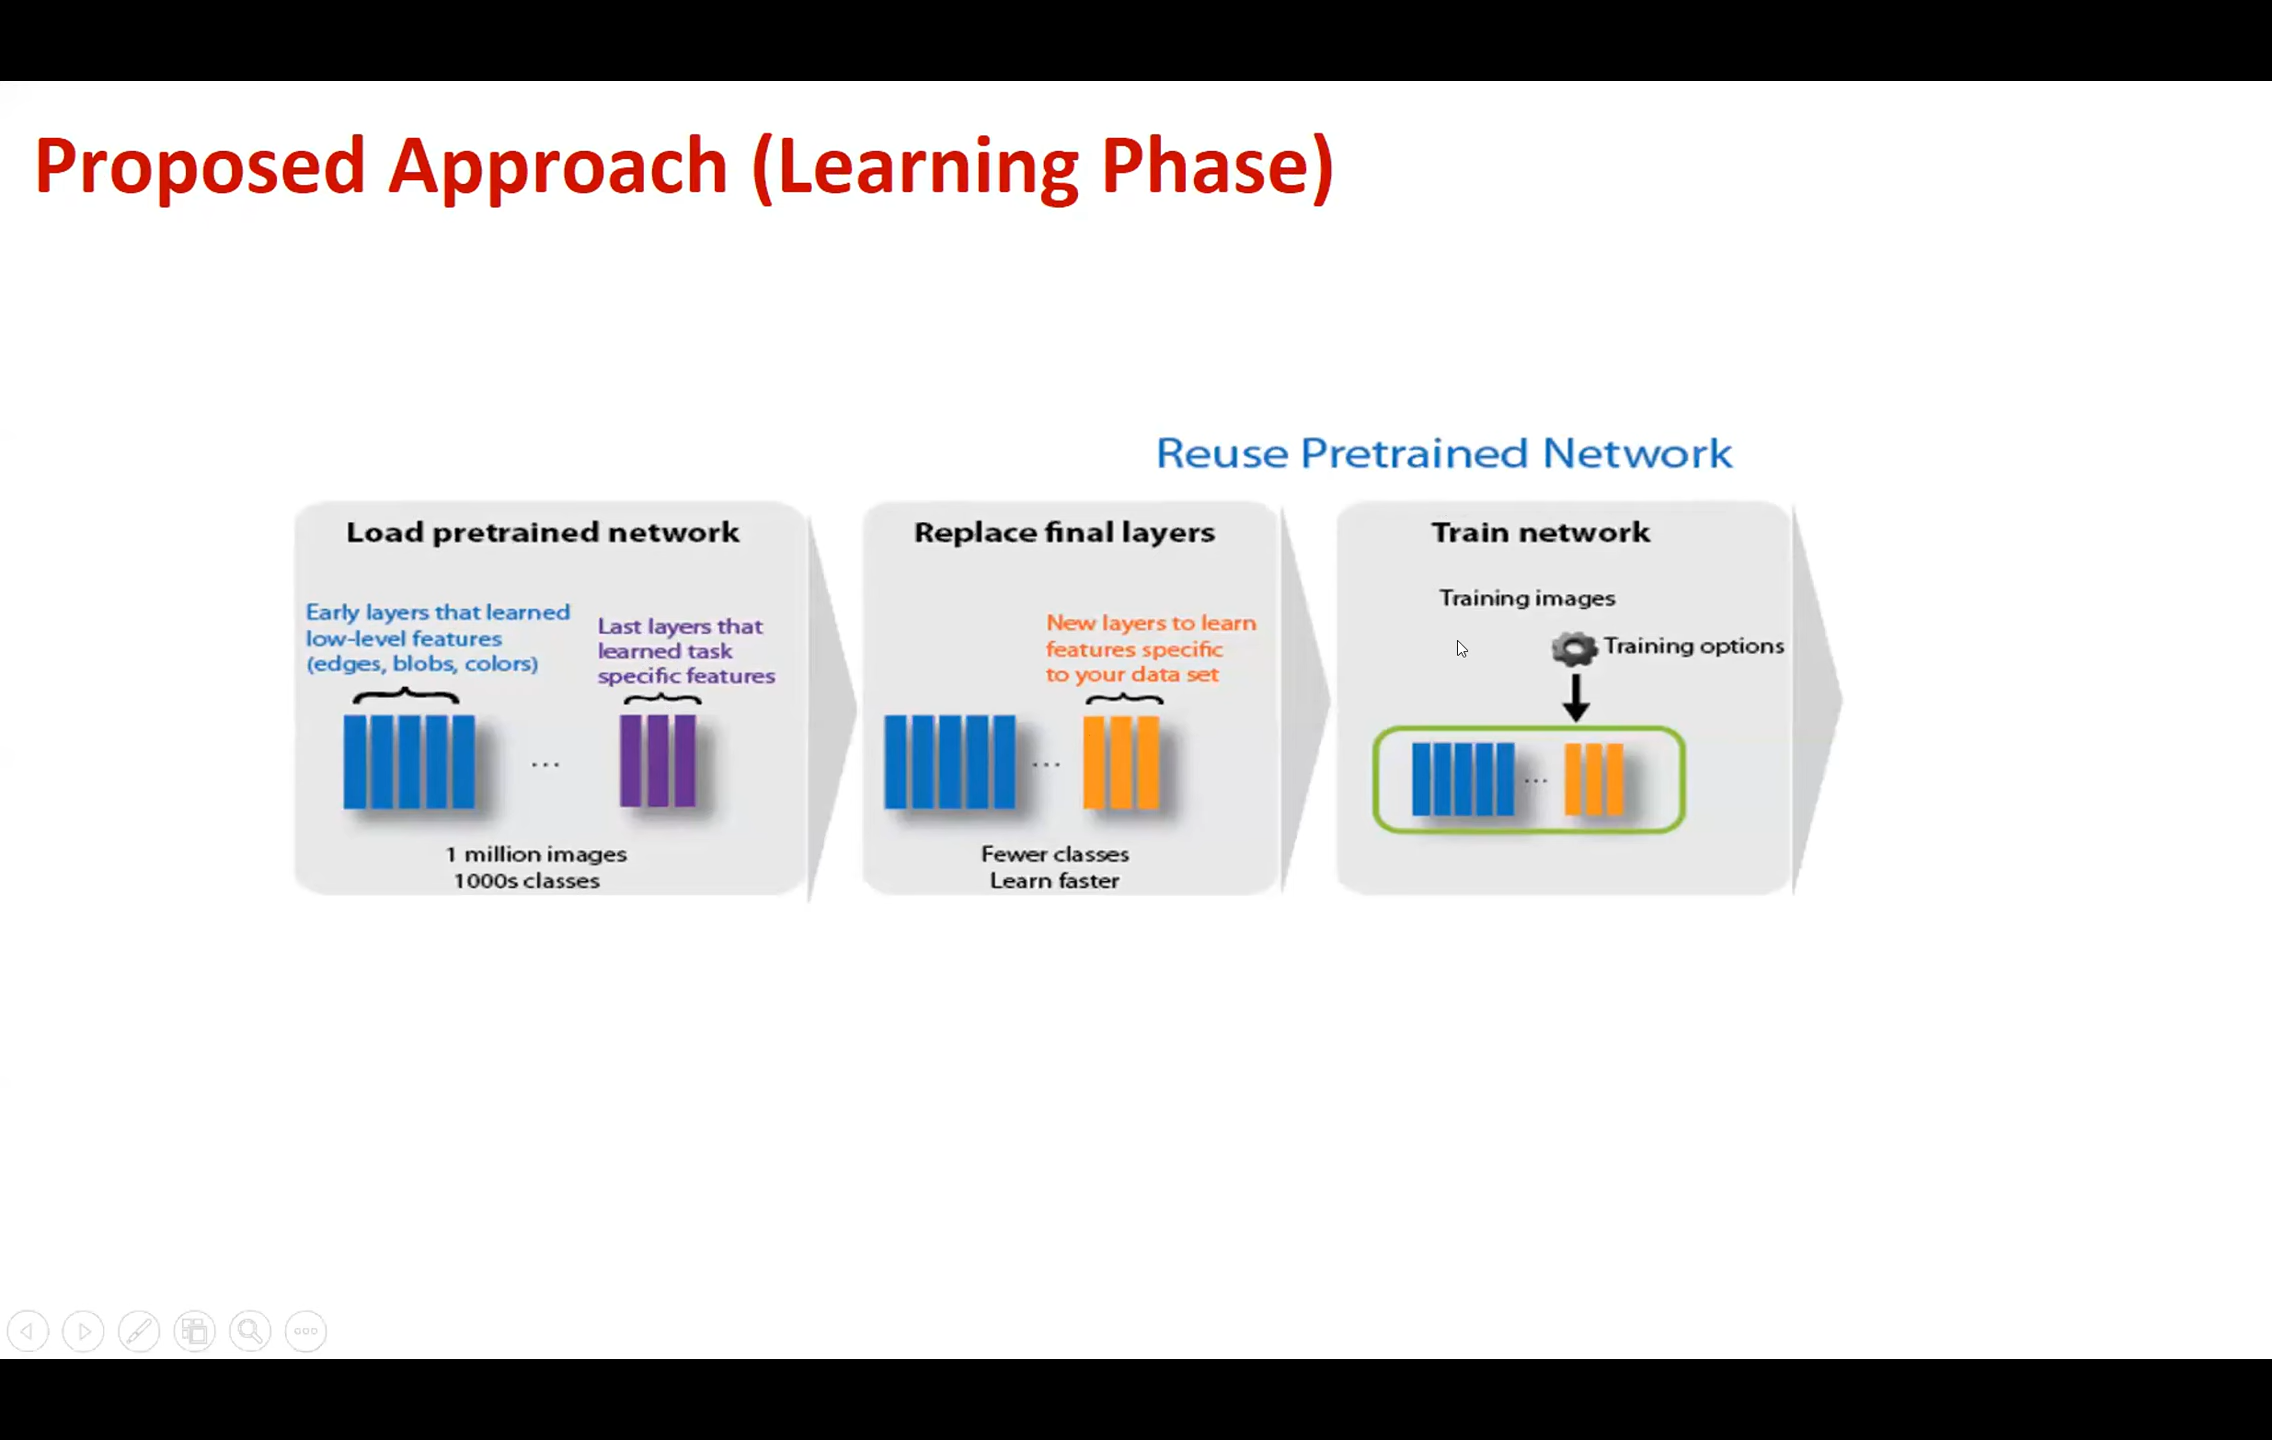 Proposed Approach (Learning Phase)
Reuse Pretrained Network
Load pretrained network
Early layers that learned
low-level features
(edges, blobs, colors)
Last layers that
learned task
specific features
...
1 million images
1000s classes
Replace final layers
New layers to learn
features specific
to your data set
...
Fewer classes
Learn faster
Train network
Training images
Training options
...